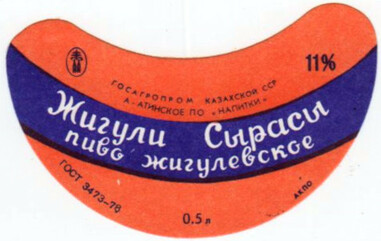 11%
ГОСАГРОПРОМ КАЗАХСКОЙ ССР
А-АТИНСКОЕ ПО «НАПИТКИ»
Жигули Сырасы
пиво жигулевское
ГОСТ 3473-78
0.5 л
АКПО